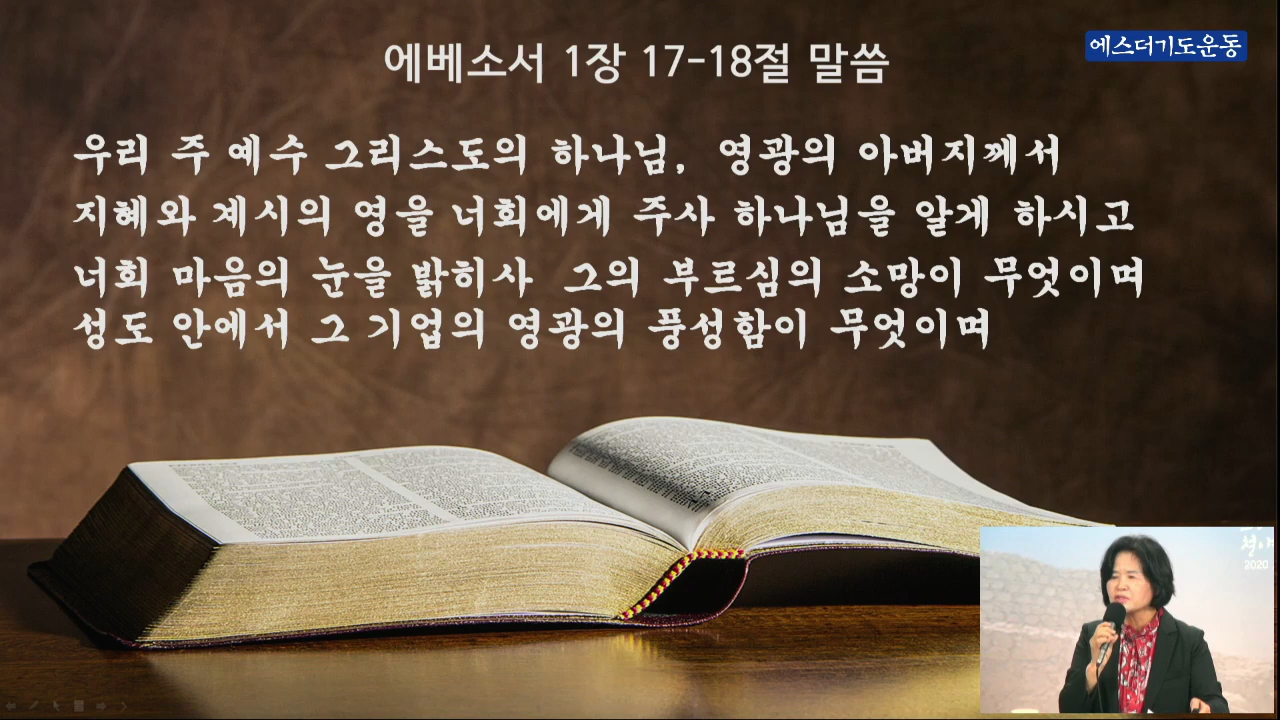 에베소서 1장 17-18절 말씀
에스더기도운동
우리 주 예수 그리스도의 하나님, 영광의 아버지께서
지혜와 계시의 영을 너희에게 주사 하나님을 알게 하시고
너희 마음의 눈을 밝히사 그의 부르심의 소망이 무엇이며
성도 안에서 그 기업의 영광의 풍성함이 무엇이며
2020